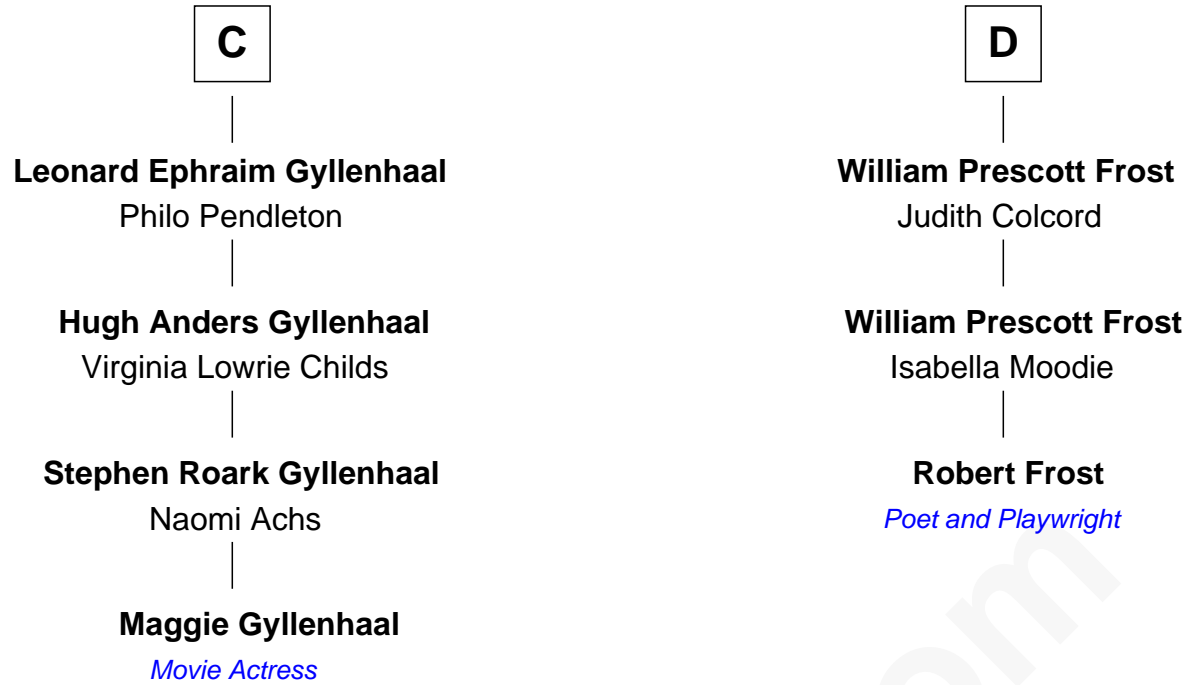 C
Leonard Ephraim Gyllenhaal
Philo Pendleton
Hugh Anders Gyllenhaal
Virginia Lowrie Childs
Stephen Roark Gyllenhaal
Naomi Achs
Maggie Gyllenhaal
Movie Actress
D
William Prescott Frost
Judith Colcord
William Prescott Frost
Isabella Moodie
Robert Frost
Poet and Playwright
om